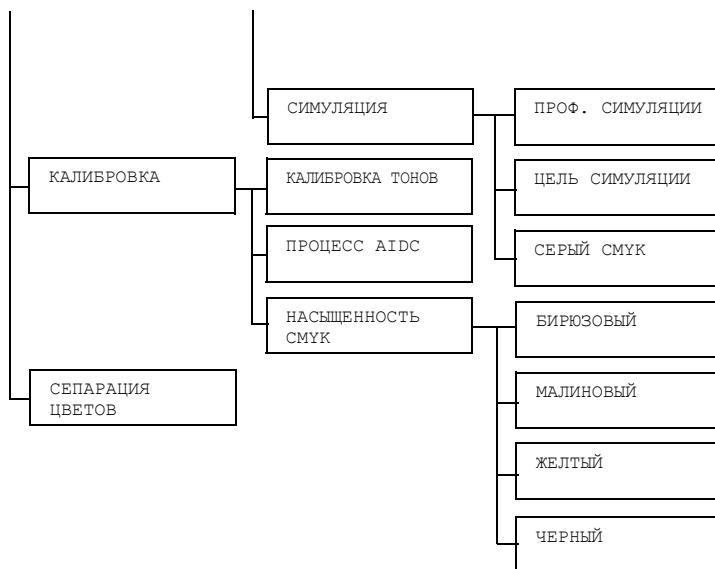 СИМУЛЯЦИЯ
ПРОФ. СИМУЛЯЦИИ
КАЛИБРОВКА
КАЛИБРОВКА ТОНОВ
ЦЕЛЬ СИМУЛЯЦИИ
ПРОЦЕСС AIDC
СЕРЫЙ CMYK
НАСЫЩЕННОСТЬ
CMYK
БИРЮЗОВЫЙ
СЕПАРАЦИЯ
ЦВЕТОВ
МАЛИНОВЫЙ
ЖЕЛТЫЙ
ЧЕРНЫЙ